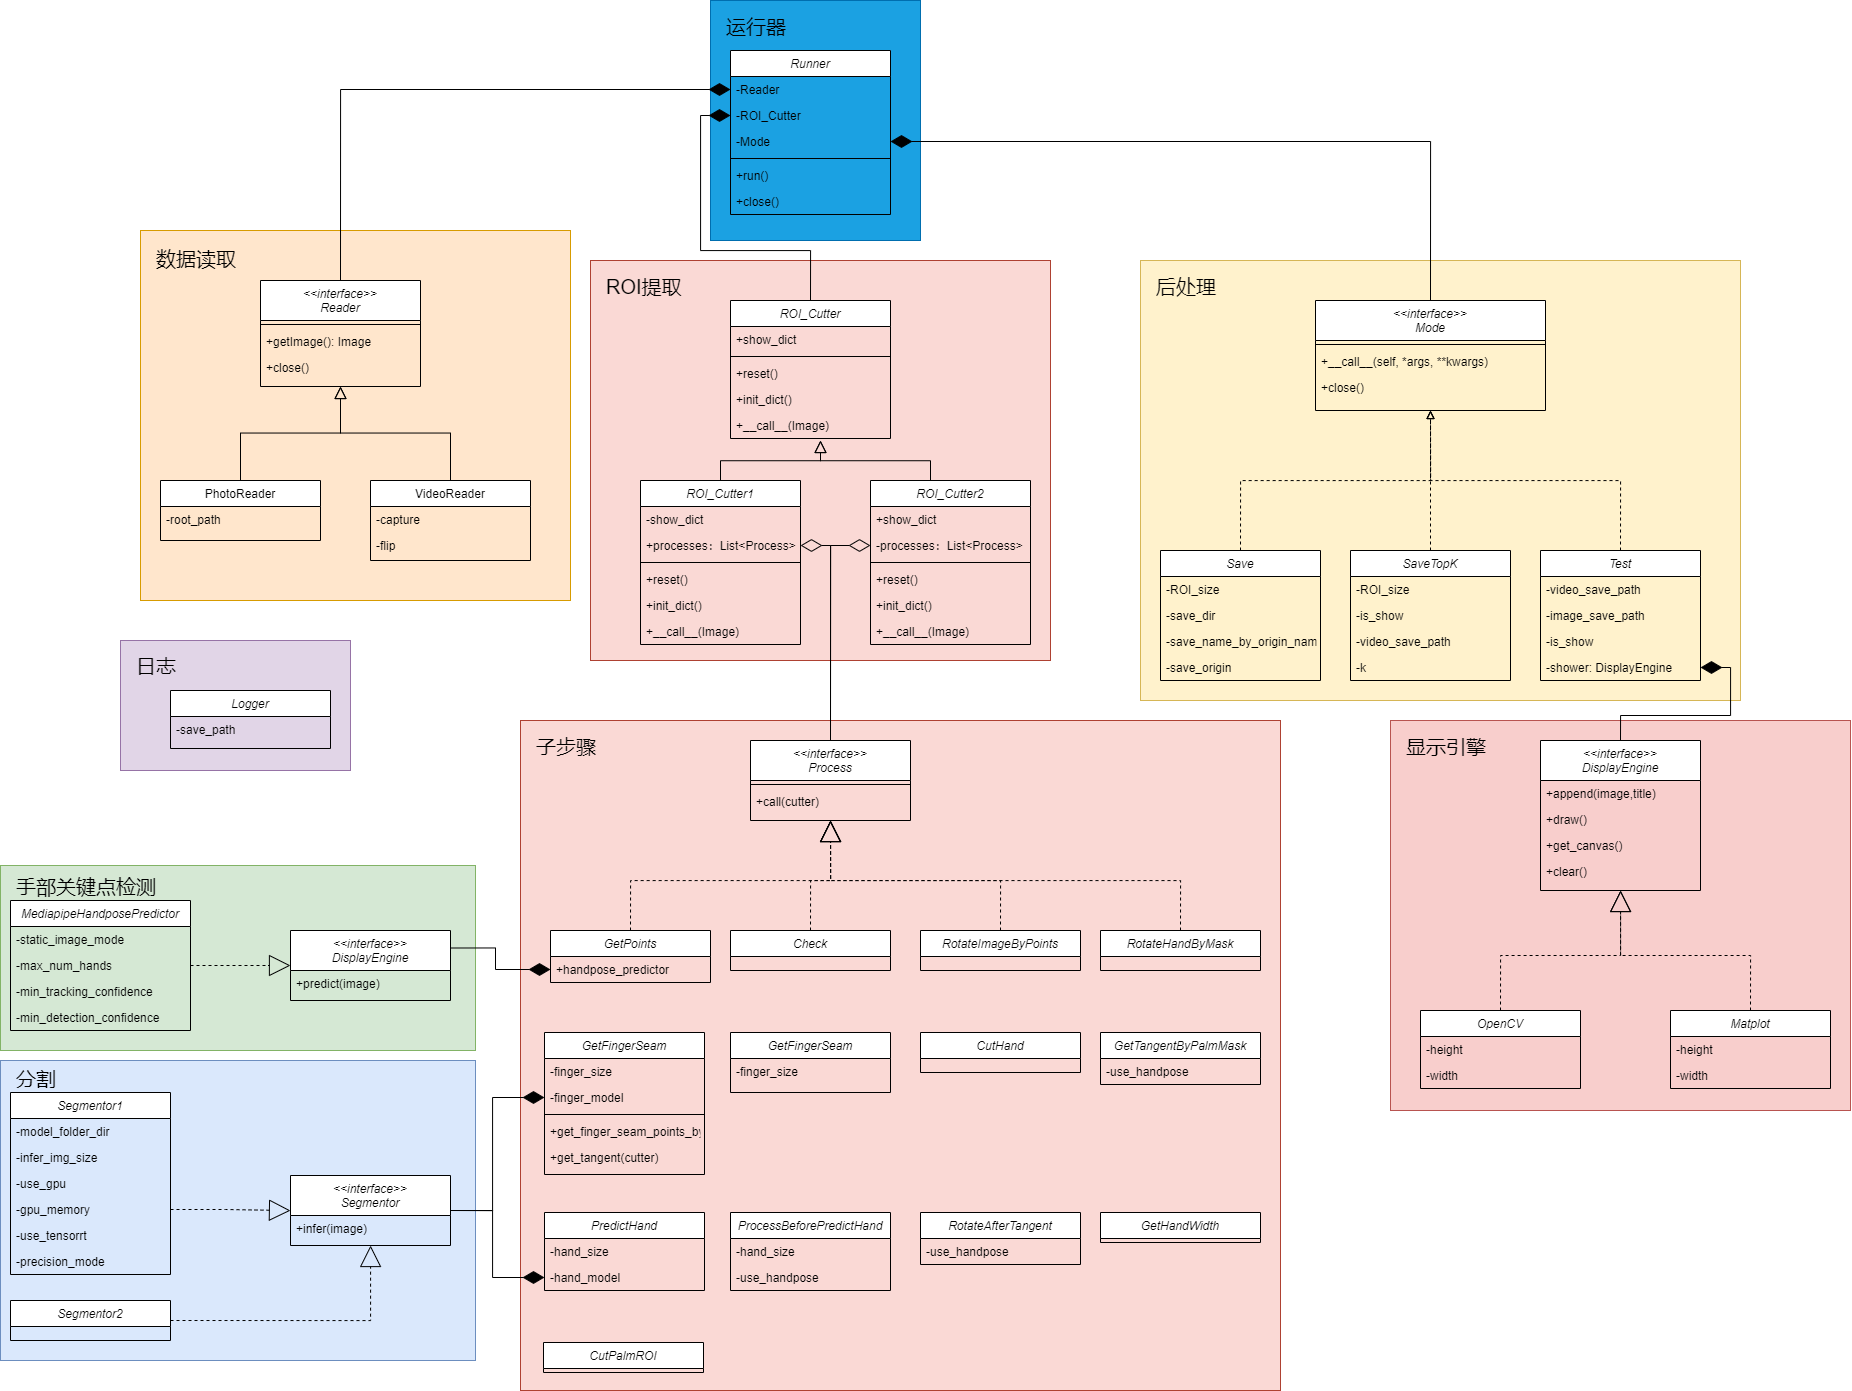 运行器
Runner
-Reader
-ROI_Cutter
-Mode
+run()
+close()
数据读取
<<interface>>
Reader
+getImage(): Image
+close()
PhotoReader
-root_path
VideoReader
-capture
-flip
ROI提取
ROI_Cutter
+show_dict
+reset()
+init_dict()
+__call__(Image)
ROI_Cutter1
-show_dict
+processes: List<Process>
+reset()
+init_dict()
+__call__(Image)
ROI_Cutter2
+show_dict
-processes: List<Process>
+reset()
+init_dict()
+__call__(Image)
后处理
<<interface>>
Mode
+__call__(self, *args, **kwargs)
+close()
Save
-ROI_size
-save_dir
-save_name_by_origin_nam
-save_origin
SaveTopK
-ROI_size
-is_show
-video_save_path
-k
Test
-video_save_path
-image_save_path
-is_show
-shower: DisplayEngine
日志
Logger
-save_path
子步骤
<<interface>>
Process
+call(cutter)
GetPoints
+handpose_predictor
Check
RotateImageByPoints
RotateHandByMask
GetFingerSeam
-finger_size
-finger_model
+get_finger_seam_points_by
+get_tangent(cutter)
GetFingerSeam
-finger_size
CutHand
GetTangentByPalmMask
-use_handpose
PredictHand
-hand_size
-hand_model
ProcessBeforePredictHand
-hand_size
-use_handpose
RotateAfterTangent
-use_handpose
GetHandWidth
CutPalmROI
显示引擎
<<interface>>
DisplayEngine
+append(image,title)
+draw()
+get_canvas()
+clear()
OpenCV
-height
-width
Matplot
-height
-width
手部关键点检测
MediapipeHandposePredictor
-static_image_mode
-max_num_hands
-min_tracking_confidence
-min_detection_confidence
<<interface>>
DisplayEngine
+predict(image)
分割
Segmentor1
-model_folder_dir
-infer_img_size
-use_gpu
-gpu_memory
-use_tensorrt
-precision_mode
<<interface>>
Segmentor
+infer(image)
Segmentor2